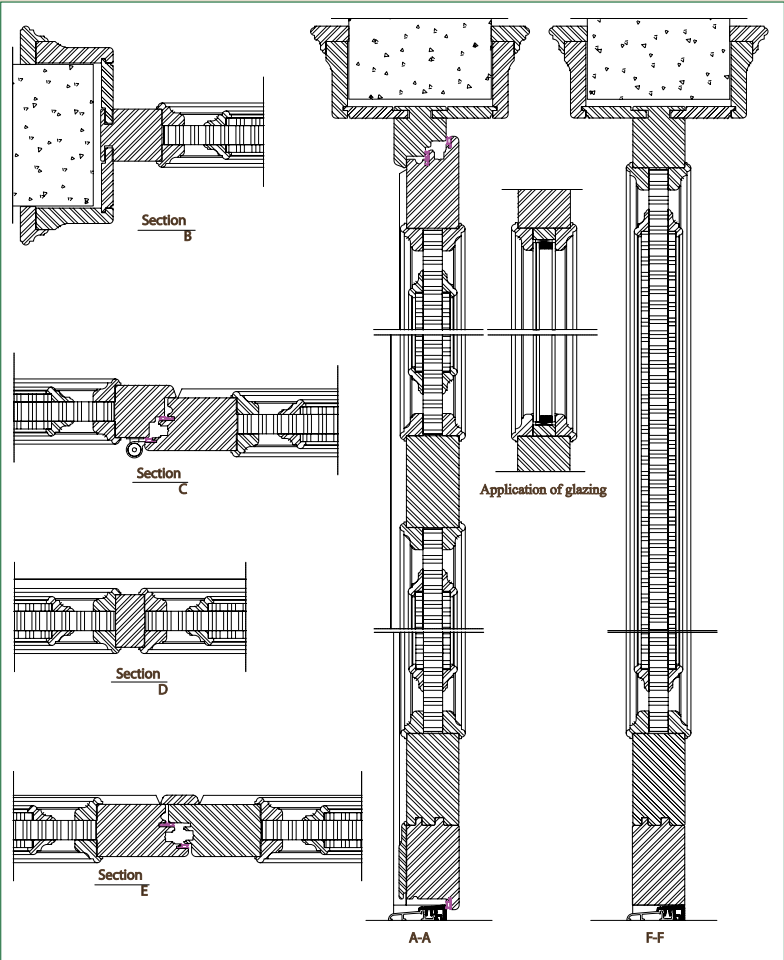 Section
B
Section
C
Application of glazing
Section
D
Section
E
A-A
F-F